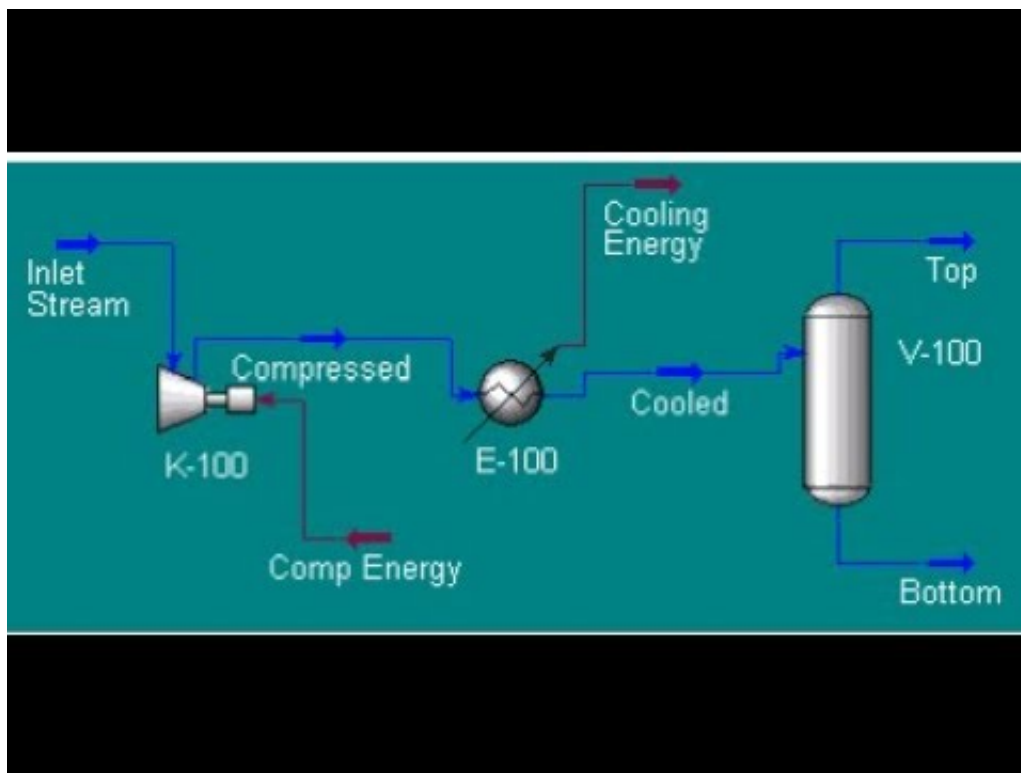 Inlet
Stream
K-100
Compressed
Comp Energy
E-100
Cooling
Energy
Cooled
V-100
Top
Bottom